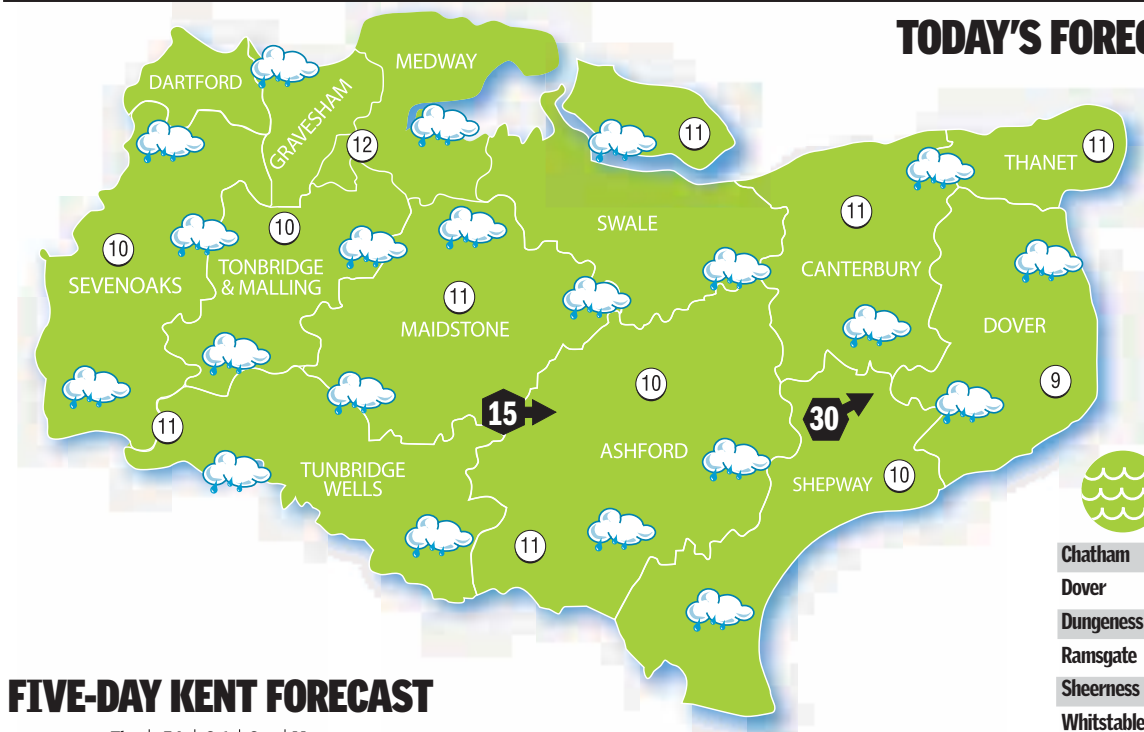 TODAY'S FOREC
MEDWAY
DARTFORD
GRAVESHAM
12
11
THANET
11
SWALE
11
10
10
SEVENOAKS
TONBRIDGE
& MALLING
CANTERBURY
11
MAIDSTONE
DOVER
10
9
15
30
11
ASHFORD
TUNBRIDGE
WELLS
SHEPWAY
10
11
Chatham
Dover
Dungeness
Ramsgate
Sheerness
Whitstable
FIVE-DAY KENT FORECAST